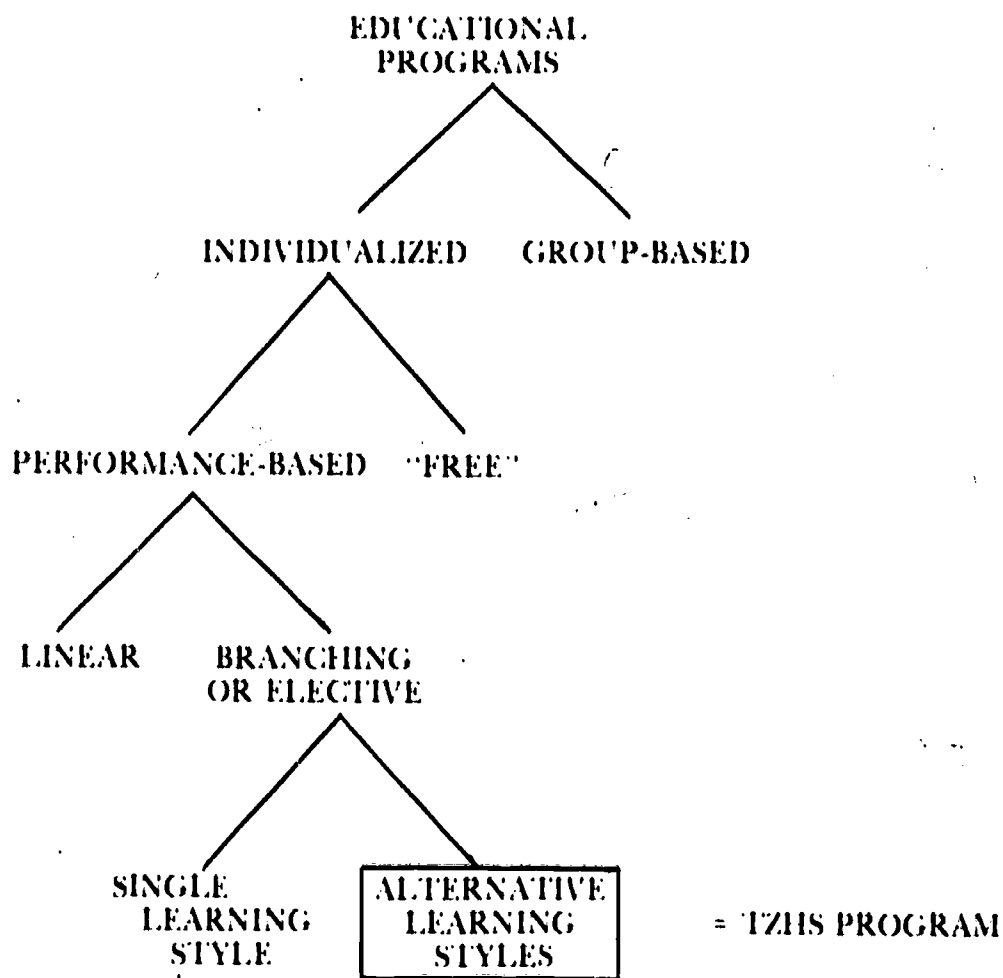 EDUCATIONAL
PROGRAMS
INDIVIDUALIZED GROUP-BASED
PERFORMANCE-BASED "FREE"
LINEAR BRANCHING
OR ELECTIVE
SINGLE
LEARNING
STYLE
ALTERNATIVE
LEARNING
STYLES
= TZHS PROGRAM